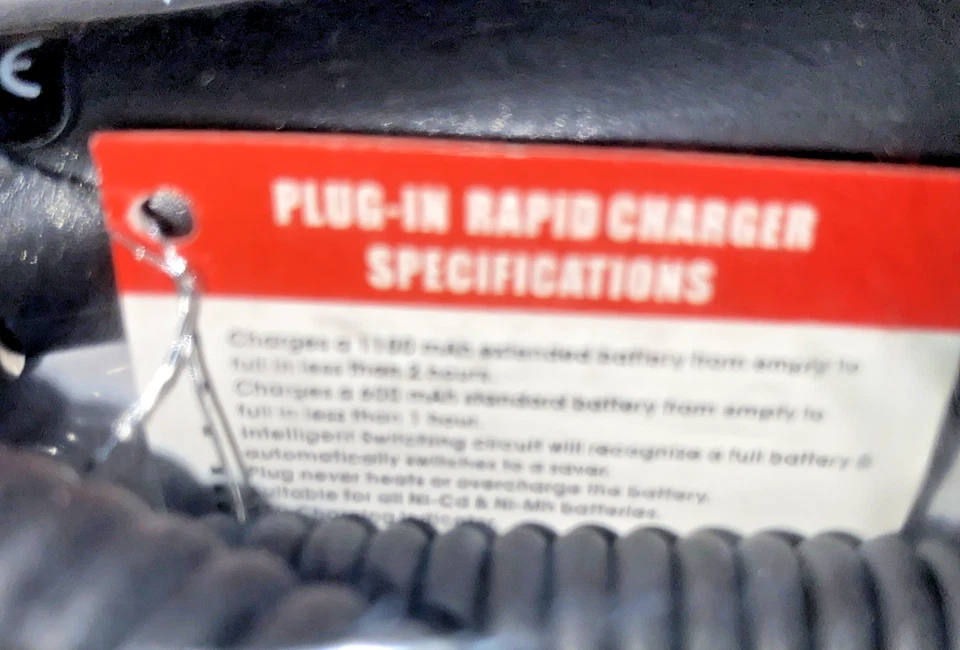 CE
PLUG-IN RAPID CHARGER
SPECIFICATIONS
Charges a 1100 mAh extended battery from empty to
full in less than 2 hours.
Charges a 600 mAh standard battery from empty to
full in less than 1 hour.
Intelligent Switching circuit will recognize a full battery &
automatically switches to a saver.
Plug never heats or overcharge the battery.
Suitable for all Ni-Cd & Ni-Mh batteries.
Charging Indicator